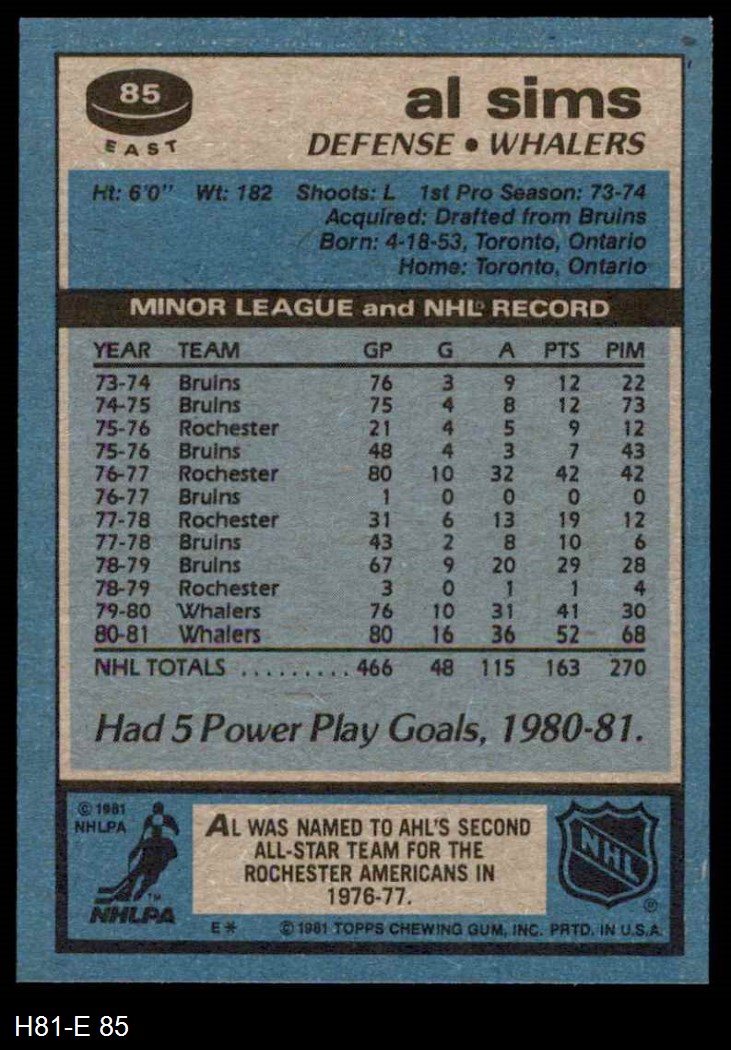 85
EAST
al sims
DEFENSE • WHALERS
Ht: 6'0" Wt: 182 Shoots: L 1st Pro Season: 73-74
Acquired: Drafted from Bruins
Born: 4-18-53, Toronto, Ontario
Home: Toronto, Ontario
MINOR LEAGUE and NHL® RECORD
YEAR TEAM GP G A PTS PIM
73-74 Bruins 76 3 9 12 22
74-75 Bruins 75 4 8 12 73
75-76 Rochester 21 4 5 9 12
75-76 Bruins 48 4 3 7 43
76-77 Rochester 80 10 32 42 42
76-77 Bruins 1 0 0 0 0
77-78 Rochester 31 6 13 19 12
77-78 Bruins 43 2 8 10 6
78-79 Bruins 67 9 20 29 28
78-79 Rochester 3 0 1 1 4
79-80 Whalers 76 10 31 41 30
80-81 Whalers 80 16 36 52 68
NHL TOTALS ......... 466 48 115 163 270
Had 5 Power Play Goals, 1980-81.
© 1981
NHLPA
NHLPA
™
AL WAS NAMED TO AHL'S SECOND
ALL-STAR TEAM FOR THE
ROCHESTER AMERICANS IN
1976-77.
NHL
®
E* © 1981 TOPPS CHEWING GUM, INC. PRTD. IN U.S.A.
H81-E 85